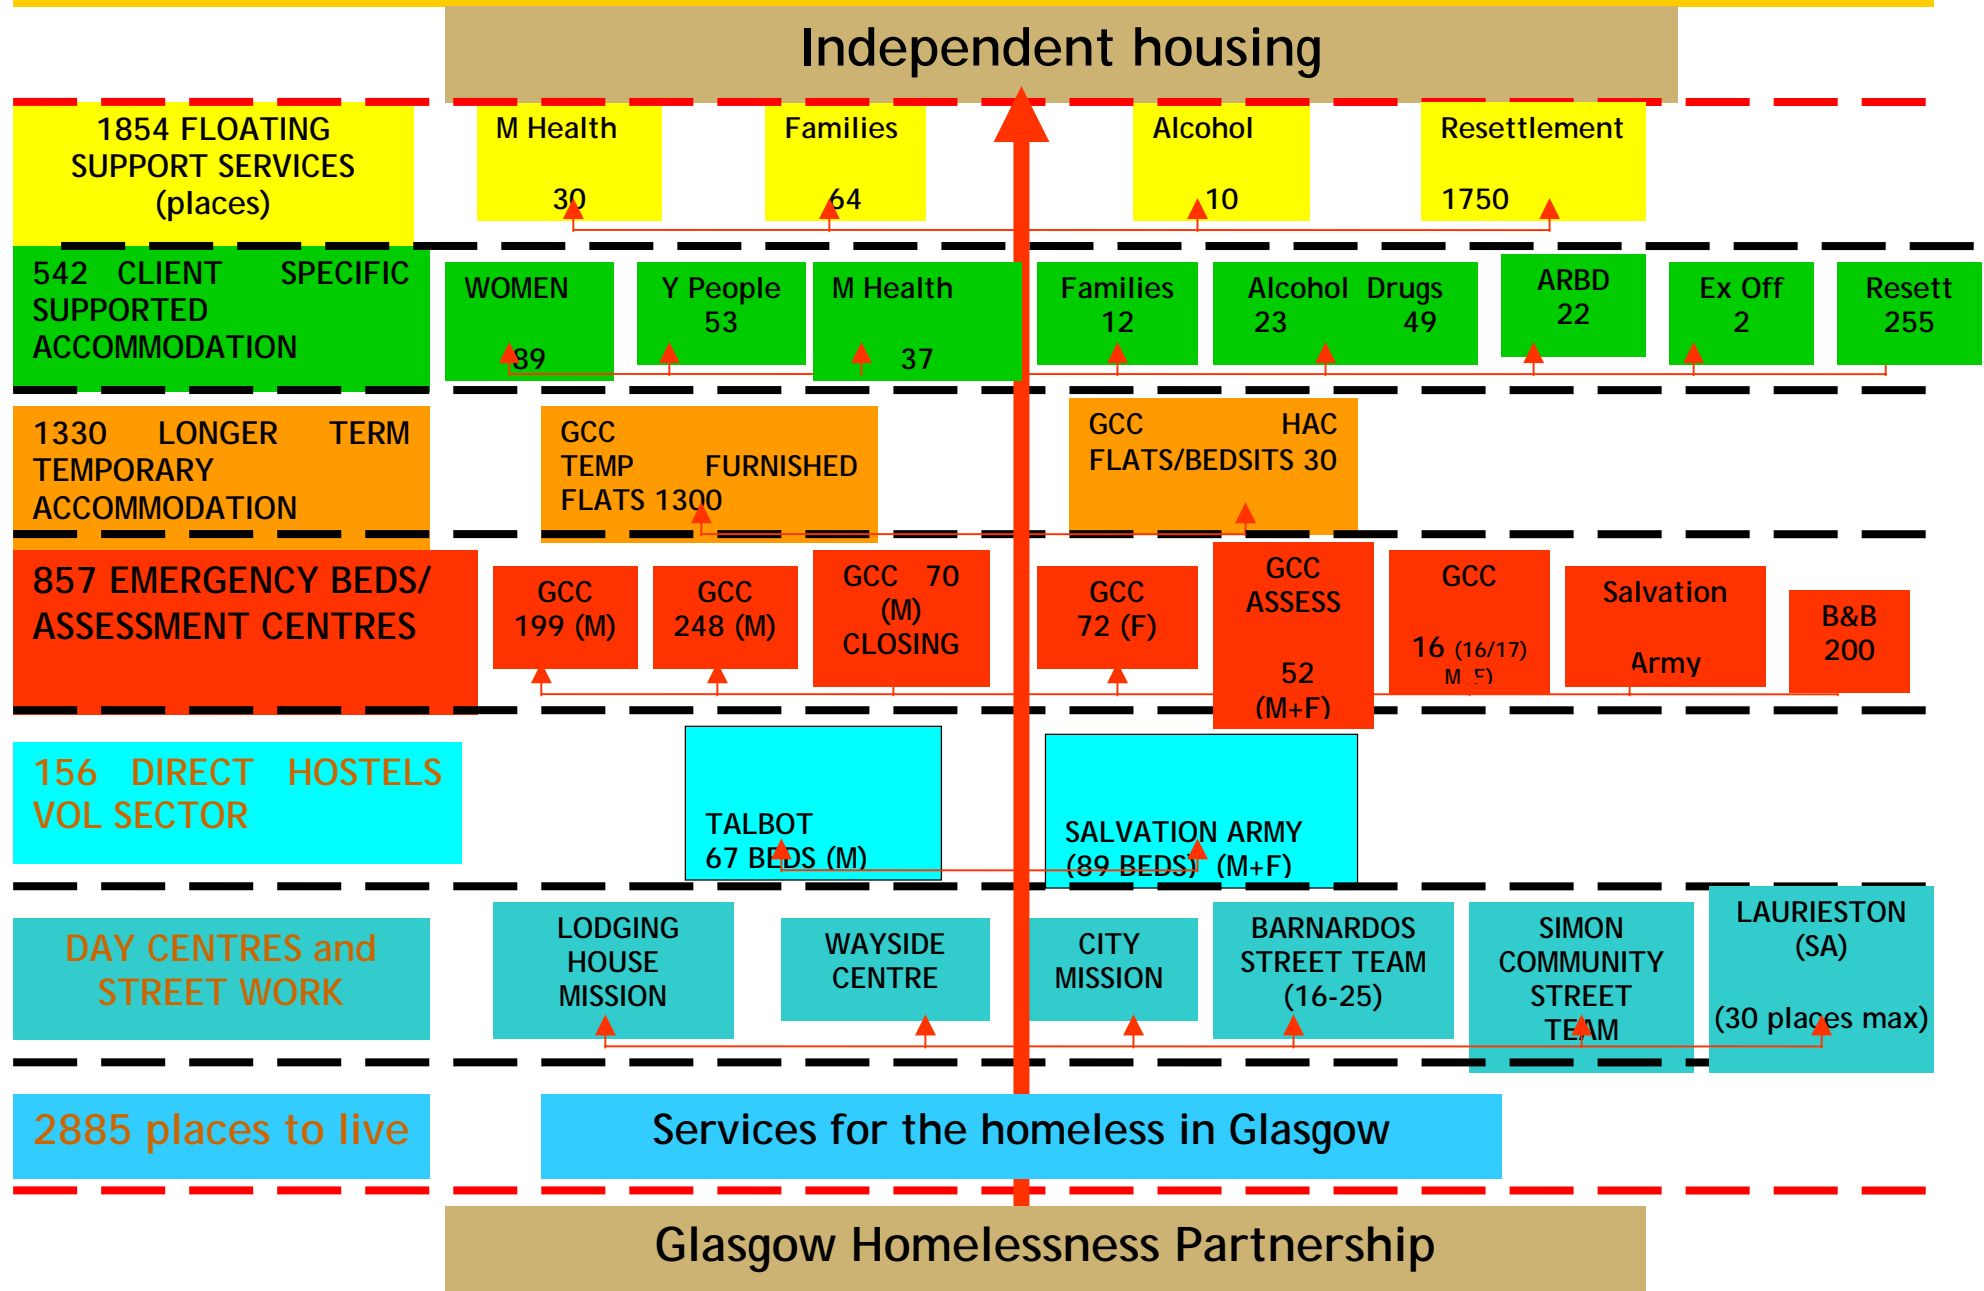 Independent housing
1854 FLOATING
SUPPORT SERVICES
(places)
M Health
30
Families
64
Alcohol
10
Resettlement
1750
542 CLIENT SPECIFIC
SUPPORTED
ACCOMMODATION
WOMEN
89
Y People
53
M Health
37
Families
12
Alcohol Drugs
23 49
ARBD
22
Ex Off
2
Resett
255
1330 LONGER TERM
TEMPORARY
ACCOMMODATION
GCC
TEMP FURNISHED
FLATS 1300
GCC HAC
FLATS/BEDSITS 30
857 EMERGENCY BEDS/
ASSESSMENT CENTRES
GCC
199 (M)
GCC
248 (M)
GCC 70
(M)
CLOSING
GCC
72 (F)
GCC
ASSESS
52
(M+F)
GCC
16 (16/17)
M F)
Salvation
Army
B&B
200
156 DIRECT HOSTELS
VOL SECTOR
TALBOT
67 BEDS (M)
SALVATION ARMY
(89 BEDS) (M+F)
DAY CENTRES and
STREET WORK
LODGING
HOUSE
MISSION
WAYSIDE
CENTRE
CITY
MISSION
BARNARDOS
STREET TEAM
(16-25)
SIMON
COMMUNITY
STREET
TEAM
LAURIESTON
(SA)
(30 places max)
2885 places to live
Services for the homeless in Glasgow
Glasgow Homelessness Partnership